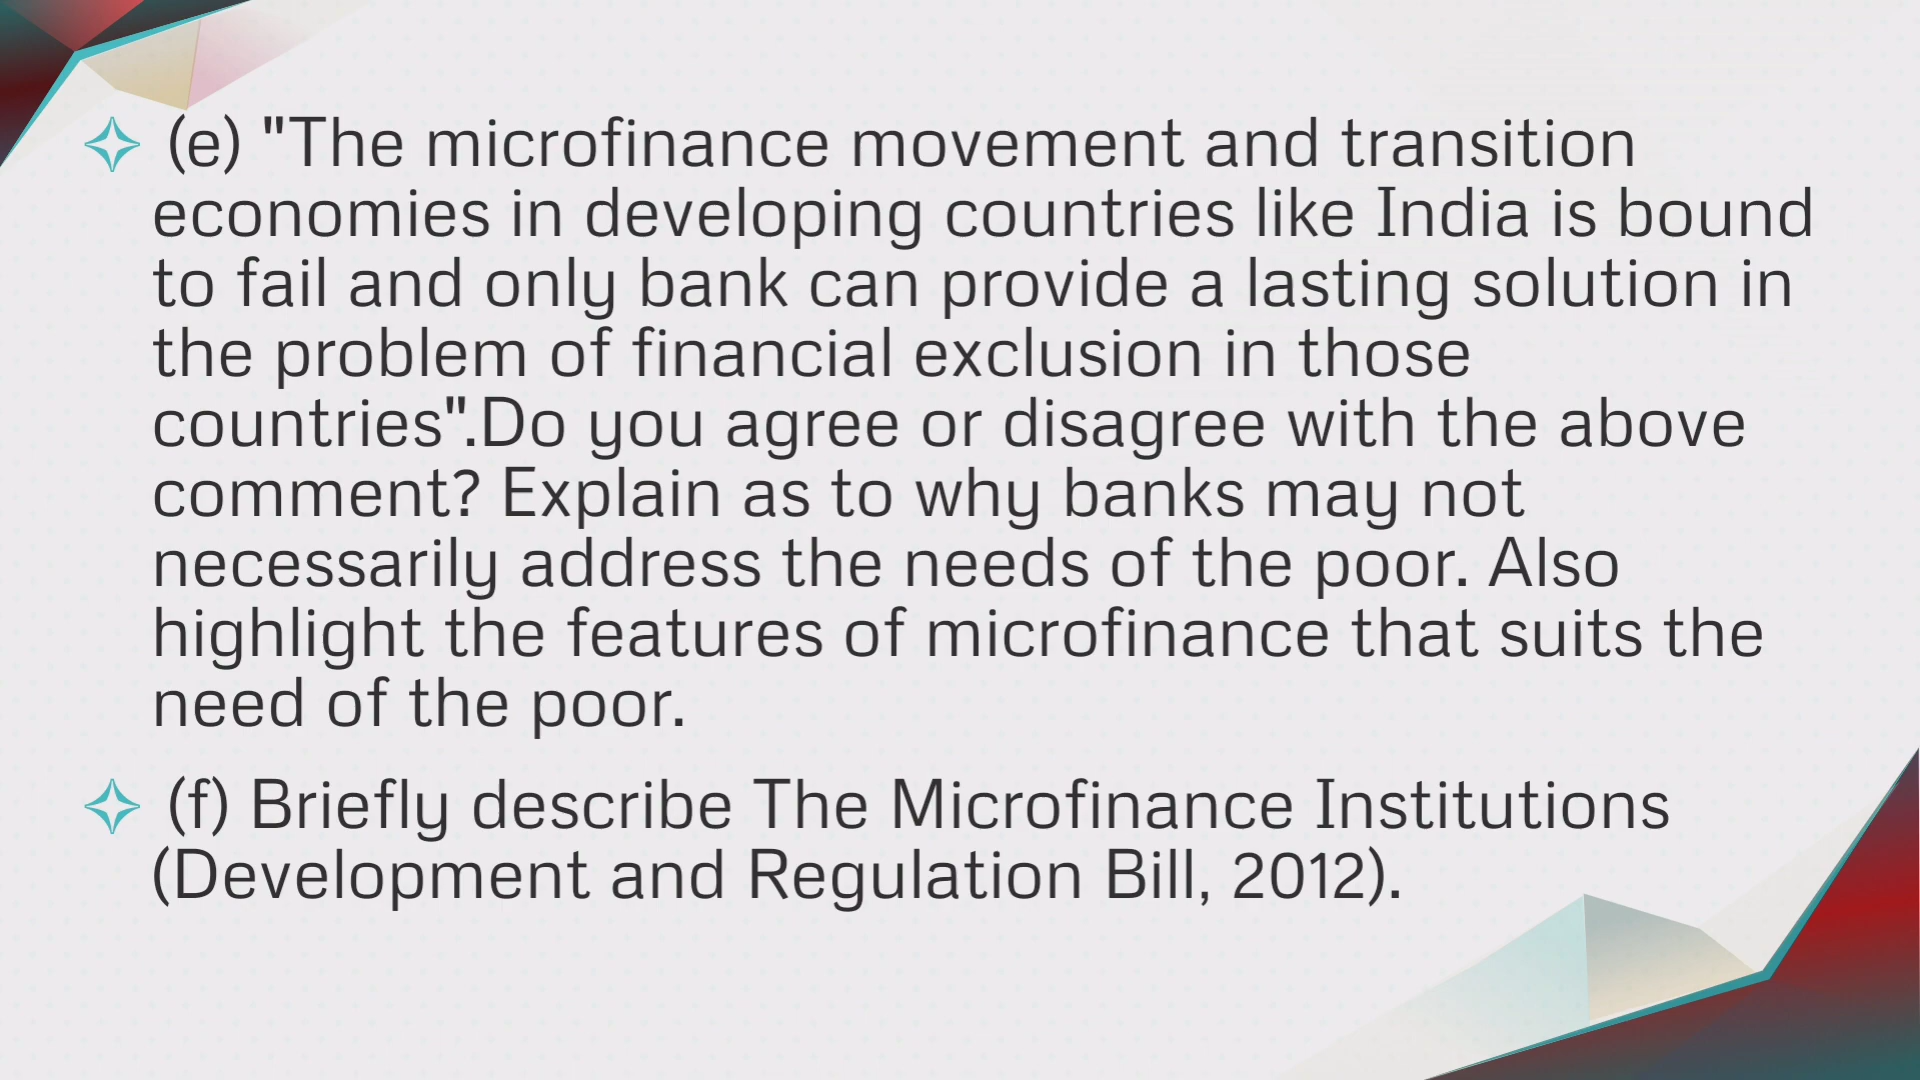 (e) "The microfinance movement and transition
economies in developing countries like India is bound
to fail and only bank can provide a lasting solution in
the problem of financial exclusion in those
countries".Do you agree or disagree with the above
comment? Explain as to why banks may not
necessarily address the needs of the poor. Also
highlight the features of microfinance that suits the
need of the poor.
(f) Briefly describe The Microfinance Institutions
(Development and Regulation Bill, 2012).